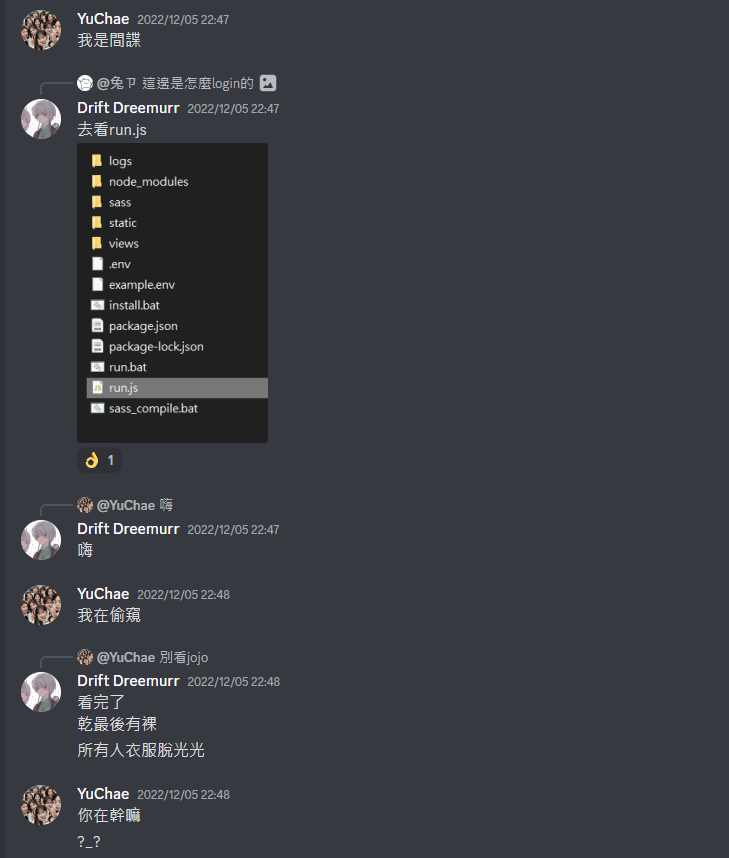 YuChae 2022/12/05 22:47
我是間諜
@兔ㄗ 這邊是怎麼login的
Drift Dreemurr 2022/12/05 22:47
去看run.js
logs
node_modules
sass
static
views
.env
example.env
install.bat
package.json
package-lock.json
run.bat
run.js
sass_compile.bat
👌 1
@YuChae 嗨
Drift Dreemurr 2022/12/05 22:47
嗨
YuChae 2022/12/05 22:48
我在偷窺
@YuChae 別看jojo
Drift Dreemurr 2022/12/05 22:48
看完了
乾最後有裸
所有人衣服脫光光
YuChae 2022/12/05 22:48
你在幹嘛
?_?